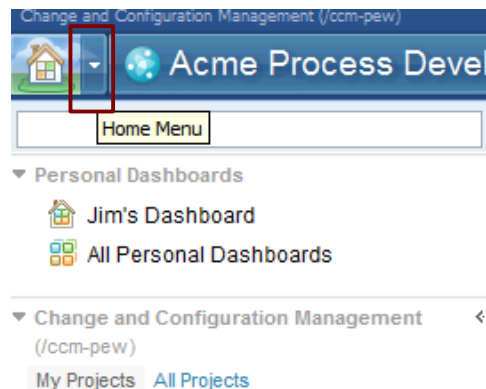 Change and Configuration Management (/ccm-pew)
Acme Process Devel
Home Menu
Personal Dashboards
Jim's Dashboard
All Personal Dashboards
Change and Configuration Management
(/ccm-pew)
My Projects All Projects